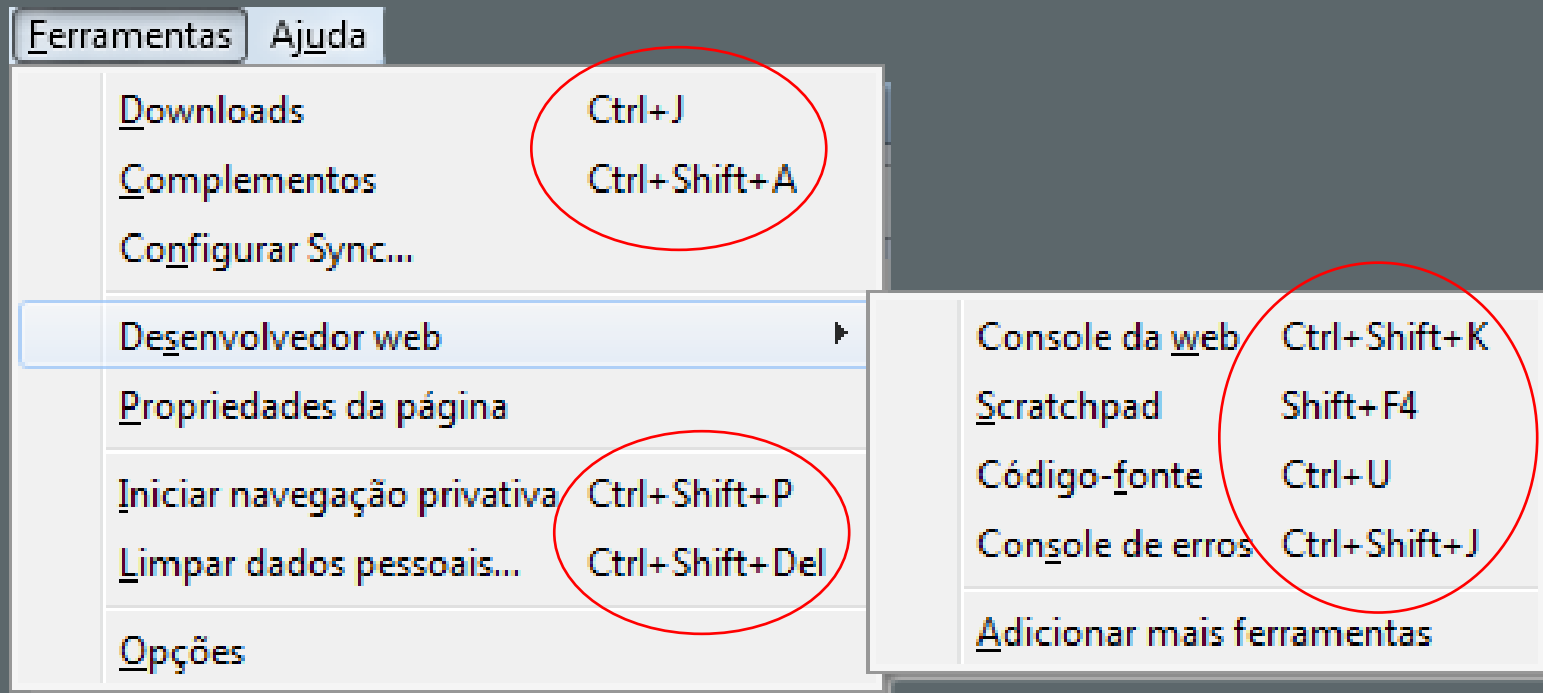 Ferramentas Ajuda
Downloads Ctrl+J
Complementos Ctrl+Shift+A
Configurar Sync...
Desenvolvedor web
Propriedades da página
Iniciar navegação privativa Ctrl+Shift+P
Limpar dados pessoais... Ctrl+Shift+Del
Opções
Console da web Ctrl+Shift+K
Scratchpad Shift+F4
Código-fonte Ctrl+U
Console de erros Ctrl+Shift+J
Adicionar mais ferramentas